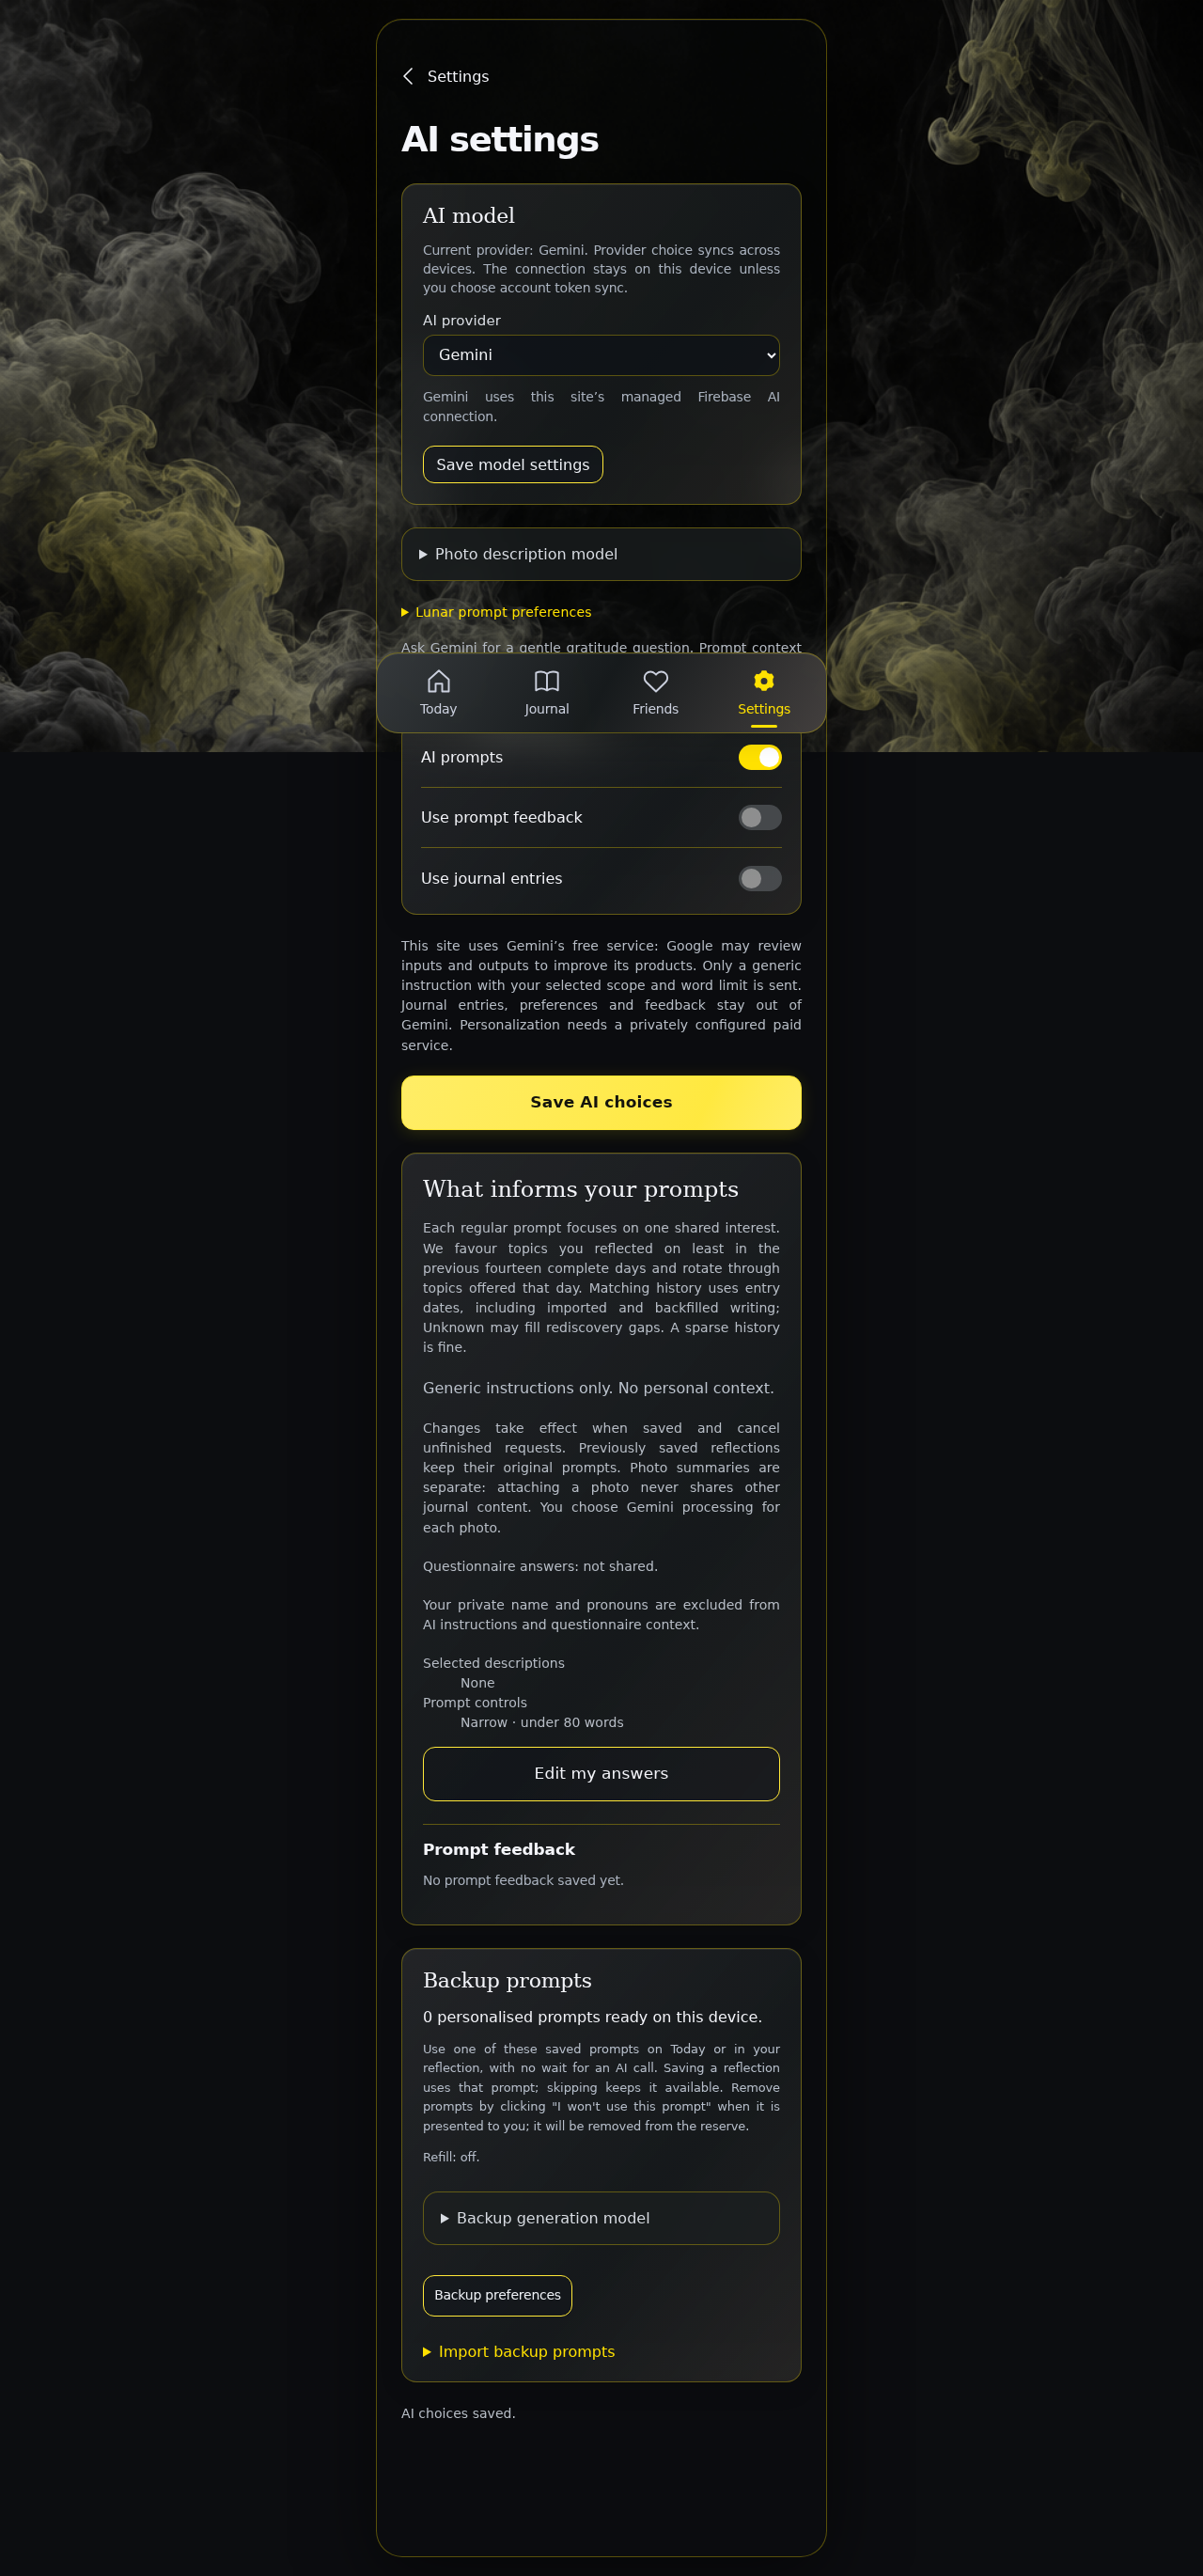 Settings
AI settings
AI model
Current provider: Gemini. Provider choice syncs across
devices. The connection stays on this device unless
you choose account token sync.
AI provider
Gemini
Gemini uses this site’s managed Firebase AI
connection.
Save model settings
Photo description model
Lunar prompt preferences
Ask Gemini for a gentle gratitude question. Prompt context
Today
Journal
Friends
Settings
AI prompts
Use prompt feedback
Use journal entries
This site uses Gemini’s free service: Google may review
inputs and outputs to improve its products. Only a generic
instruction with your selected scope and word limit is sent.
Journal entries, preferences and feedback stay out of
Gemini. Personalization needs a privately configured paid
service.
Save AI choices
What informs your prompts
Each regular prompt focuses on one shared interest.
We favour topics you reflected on least in the
previous fourteen complete days and rotate through
topics offered that day. Matching history uses entry
dates, including imported and backfilled writing;
Unknown may fill rediscovery gaps. A sparse history
is fine.
Generic instructions only. No personal context.
Changes take effect when saved and cancel
unfinished requests. Previously saved reflections
keep their original prompts. Photo summaries are
separate: attaching a photo never shares other
journal content. You choose Gemini processing for
each photo.
Questionnaire answers: not shared.
Your private name and pronouns are excluded from
AI instructions and questionnaire context.
Selected descriptions
None
Prompt controls
Narrow · under 80 words
Edit my answers
Prompt feedback
No prompt feedback saved yet.
Backup prompts
0 personalised prompts ready on this device.
Use one of these saved prompts on Today or in your
reflection, with no wait for an AI call. Saving a reflection
uses that prompt; skipping keeps it available. Remove
prompts by clicking "I won't use this prompt" when it is
presented to you; it will be removed from the reserve.
Refill: off.
Backup generation model
Backup preferences
Import backup prompts
AI choices saved.